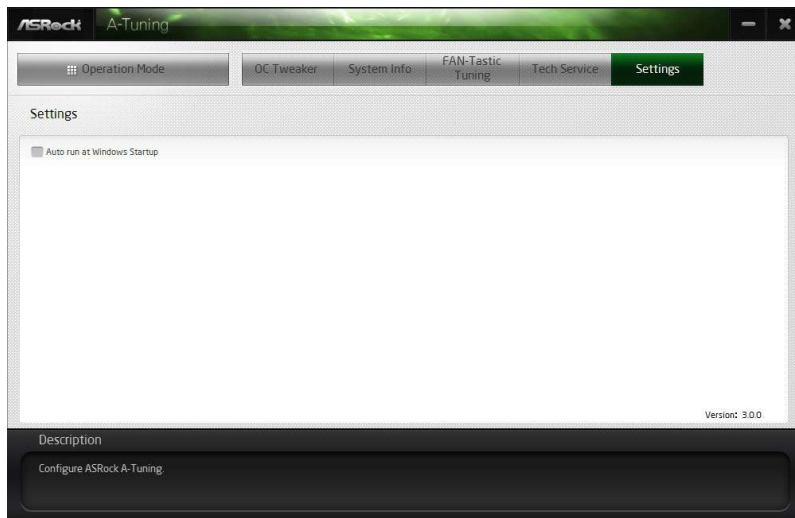 ASRock A-Tuning
Operation Mode OC Tweaker System Info FAN-Tastic Tuning Tech Service Settings
Settings
Auto run at Windows Startup
Version: 3.0.0
Description
Configure ASRock A-Tuning.